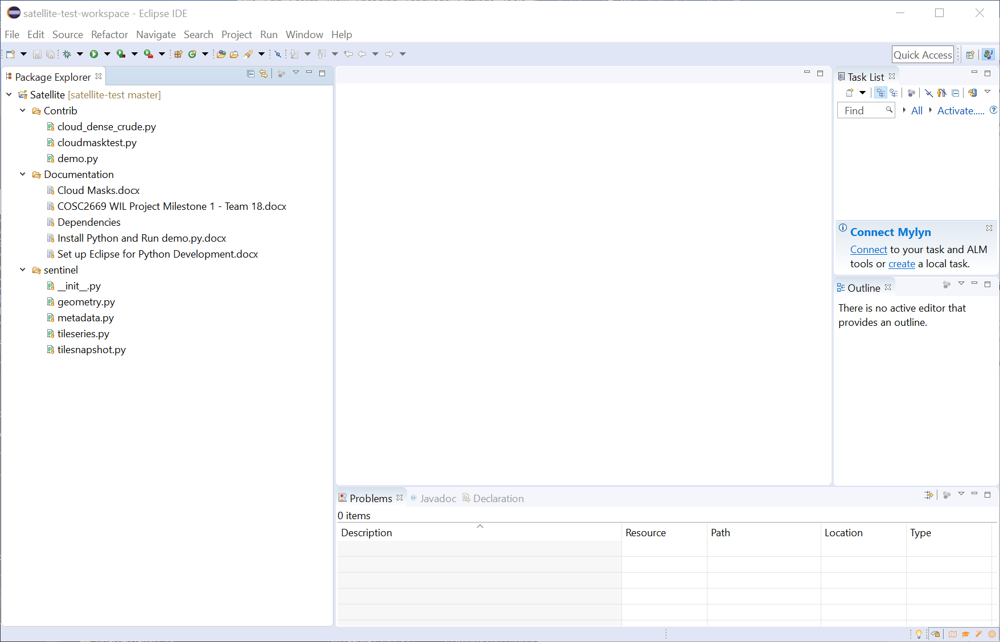 satellite-test-workspace - Eclipse IDE
File Edit Source Refactor Navigate Search Project Run Window Help
Quick Access
Package Explorer
Satellite [satellite-test master]
Contrib
cloud_dense_crude.py
cloudmasktest.py
demo.py
Documentation
Cloud Masks.docx
COSC2669 WIL Project Milestone 1 - Team 18.docx
Dependencies
Install Python and Run demo.py.docx
Set up Eclipse for Python Development.docx
sentinel
__init__.py
geometry.py
metadata.py
tileseries.py
tilesnapshot.py
Task List
Find All Activate.....
Connect Mylyn
Connect to your task and ALM
tools or create a local task.
Outline
There is no active editor that
provides an outline.
Problems @ Javadoc Declaration
0 items
Description Resource Path Location Type